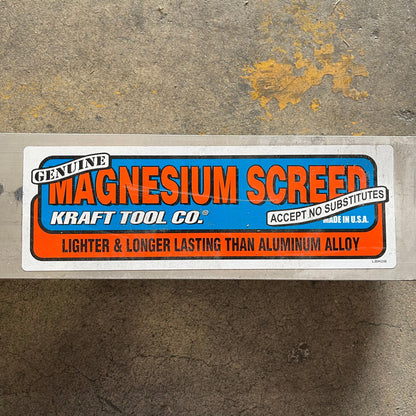 GENUINE
MAGNESIUM SCREED
KRAFT TOOL CO.®
ACCEPT NO SUBSTITUTES
MADE IN U.S.A.
LIGHTER & LONGER LASTING THAN ALUMINUM ALLOY